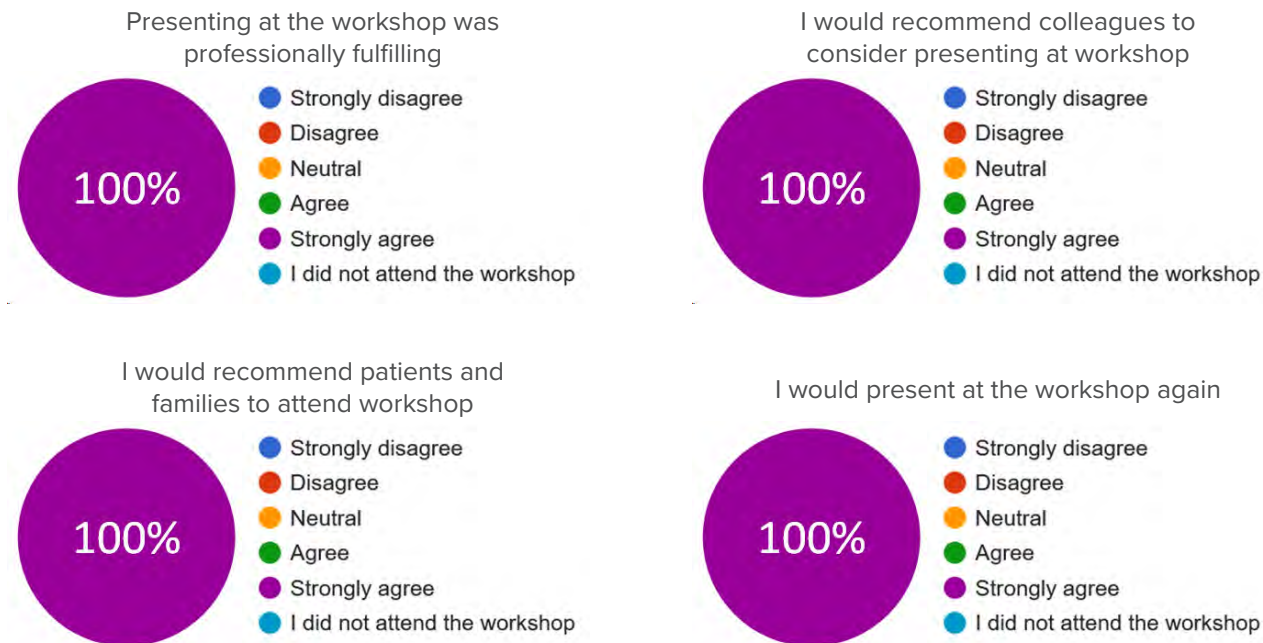 Presenting at the workshop was
professionally fulfilling
100%
Strongly disagree
Disagree
Neutral
Agree
Strongly agree
I did not attend the workshop
I would recommend colleagues to
consider presenting at workshop
100%
Strongly disagree
Disagree
Neutral
Agree
Strongly agree
I did not attend the workshop
I would recommend patients and
families to attend workshop
100%
Strongly disagree
Disagree
Neutral
Agree
Strongly agree
I did not attend the workshop
I would present at the workshop again
100%
Strongly disagree
Disagree
Neutral
Agree
Strongly agree
I did not attend the workshop